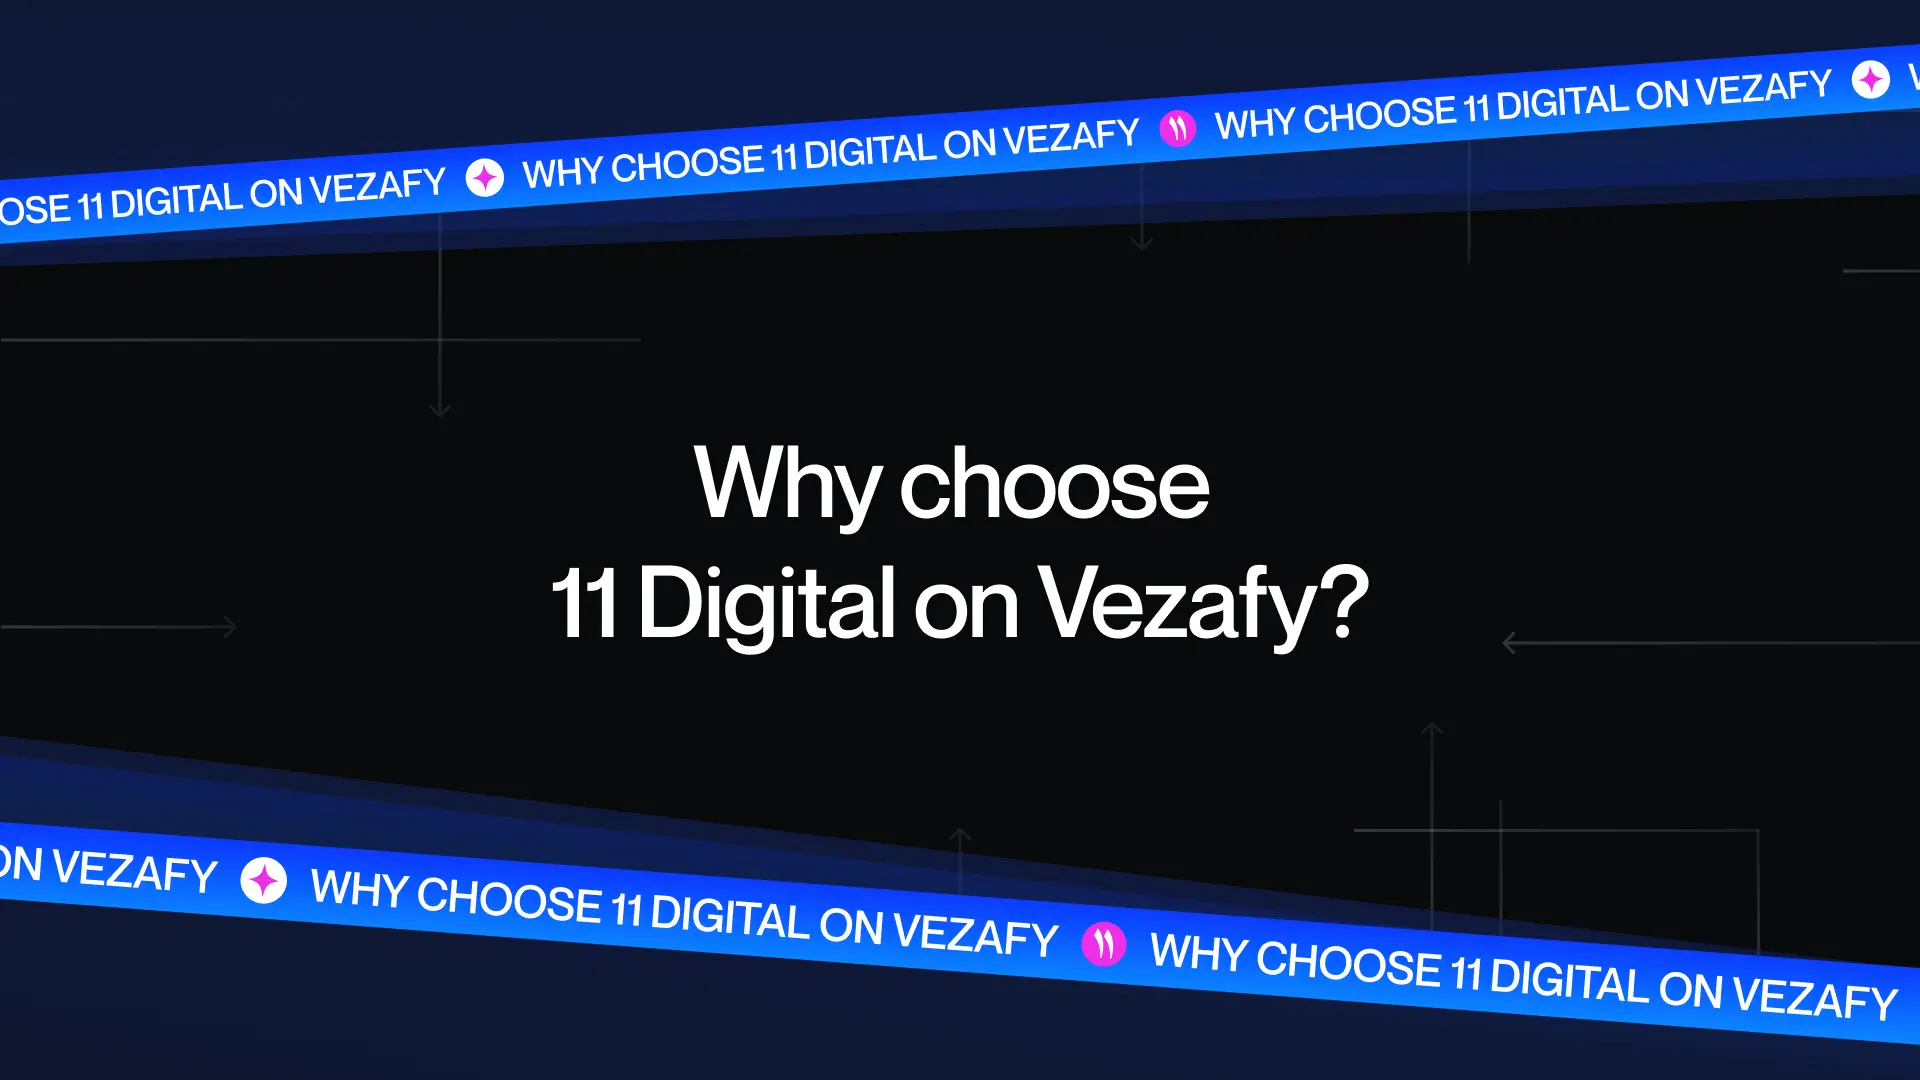 OSE 11 DIGITAL ON VEZAFY WHY CHOOSE 11 DIGITAL ON VEZAFY WHY CHOOSE 11 DIGITAL ON VEZAFY W
Why choose
11 Digital on Vezafy?
ON VEZAFY WHY CHOOSE 11 DIGITAL ON VEZAFY WHY CHOOSE 11 DIGITAL ON VEZAFY